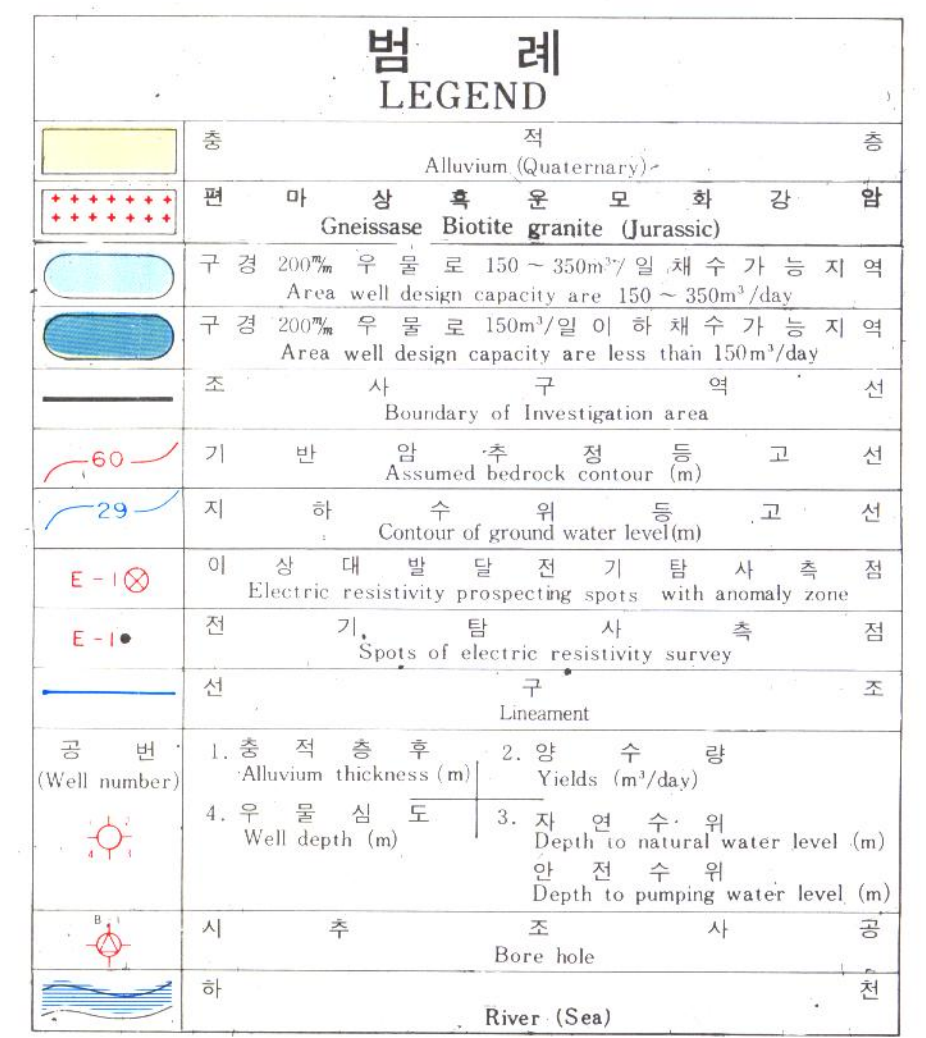 범 례
LEGEND
충 적 층
Alluvium (Quaternary)
편 마 상 흑 운 모 화 강 암
Gneissase Biotite granite (Jurassic)
구 경 200㎜ 우 물 로 150 ~ 350m³/일 채 수 가 능 지 역
Area well design capacity are 150 ~ 350m³/day
구 경 200㎜ 우 물 로 150m³/일 이 하 채 수 가 능 지 역
Area well design capacity are less than 150m³/day
조 사 구 역 선
Boundary of Investigation area
60
기 반 암 추 정 등 고 선
Assumed bedrock contour (m)
29
지 하 수 위 등 고 선
Contour of ground water level(m)
E-1
이 상 대 발 달 전 기 탐 사 측 점
Electric resistivity prospecting spots with anomaly zone
E-1
전 기 탐 사 측 점
Spots of electric resistivity survey
선 구 조
Lineament
공 번
(Well number)
1. 충 적 층 후
Alluvium thickness (m)
2. 양 수 량
Yields (m³/day)
4. 우 물 심 도
Well depth (m)
3. 자 연 수 위
Depth to natural water level (m)
안 전 수 위
Depth to pumping water level (m)
시 추 조 사 공
Bore hole
하 천
River (Sea)